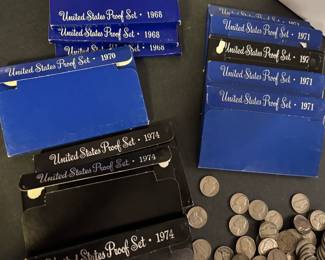 United States Proof Set · 1968
United States Proof Set · 1968
United States Proof Set · 1968
United States Proof Set · 1970
United States Proof Set · 1974
United States Proof Set · 1974
United States Proof Set · 1974
United States Proof Set · 1971
United States Proof Set · 197
United States Proof Set · 1971
United States Proof Set · 1971